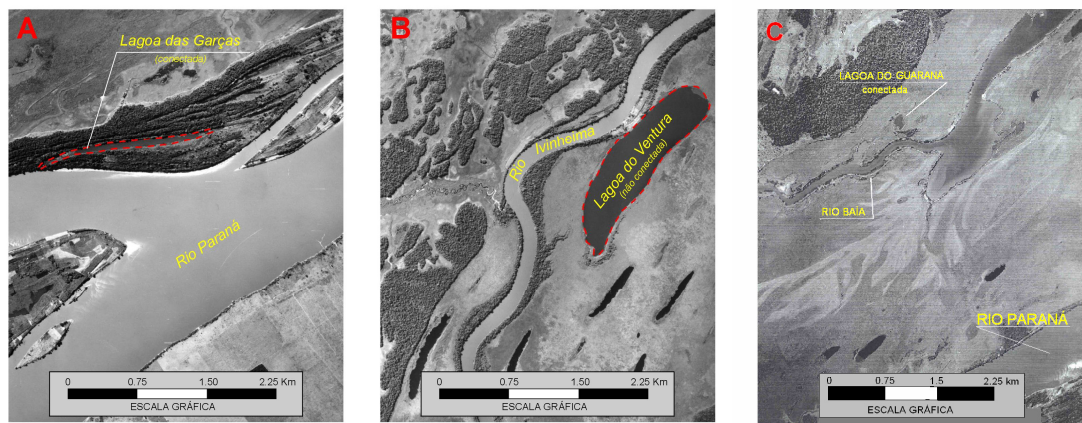 A
Lagoa das Garças
(conectada)
Rio Paraná
0 0.75 1.50 2.25 Km
ESCALA GRÁFICA
B
Rio Ivinheima
Lagoa do Ventura
(não conectada)
0 0.75 1.50 2.25 Km
ESCALA GRÁFICA
C
LAGOA DO GUARANÁ
conectada
RIO BAÍA
RIO PARANÁ
0 0.75 1.5 2.25 km
ESCALA GRÁFICA